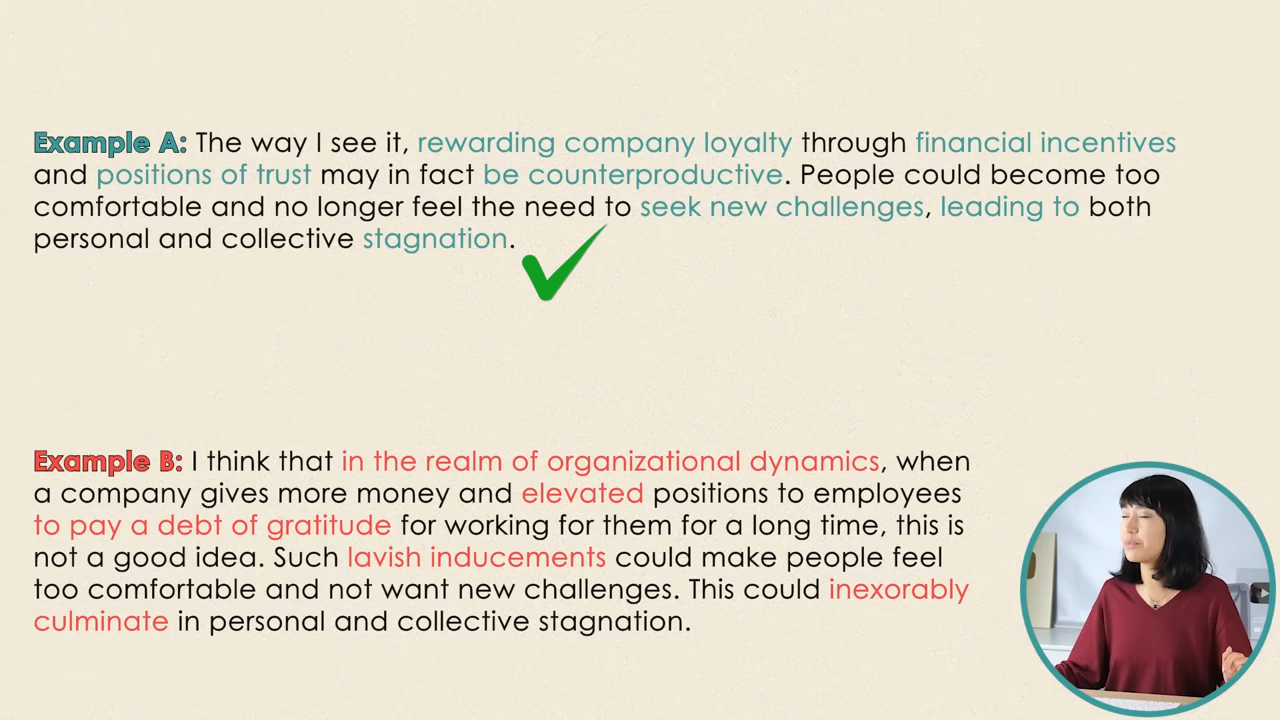 Example A: The way I see it, rewarding company loyalty through financial incentives
and positions of trust may in fact be counterproductive. People could become too
comfortable and no longer feel the need to seek new challenges, leading to both
personal and collective stagnation.
Example B: I think that in the realm of organizational dynamics, when
a company gives more money and elevated positions to employees
to pay a debt of gratitude for working for them for a long time, this is
not a good idea. Such lavish inducements could make people feel
too comfortable and not want new challenges. This could inexorably
culminate in personal and collective stagnation.